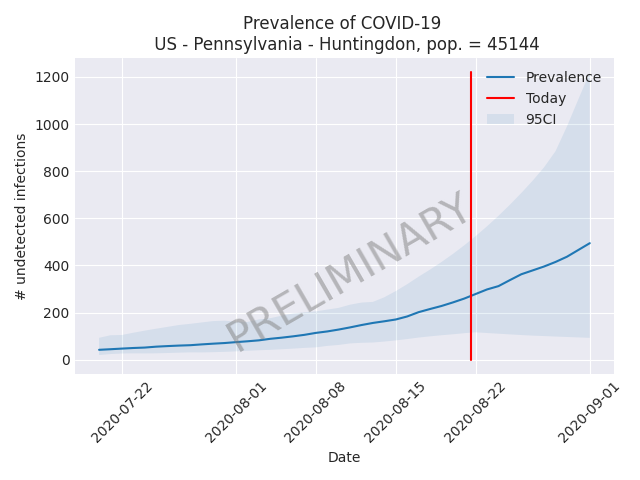 Prevalence of COVID-19
US - Pennsylvania - Huntingdon, pop. = 45144
1200
1000
800
600
400
200
0
# undetected infections
Prevalence
Today
95CI
PRELIMINARY
2020-07-22
2020-08-01
2020-08-08
2020-08-15
2020-08-22
2020-09-01
Date